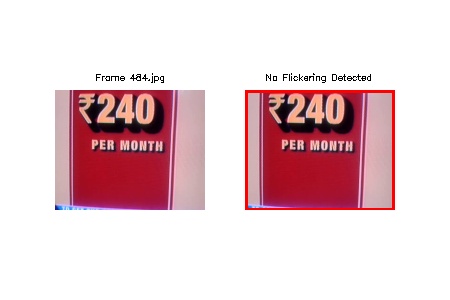 Frame 484.jpg
No Flickering Detected
₹240
PER MONTH
₹240
PER MONTH